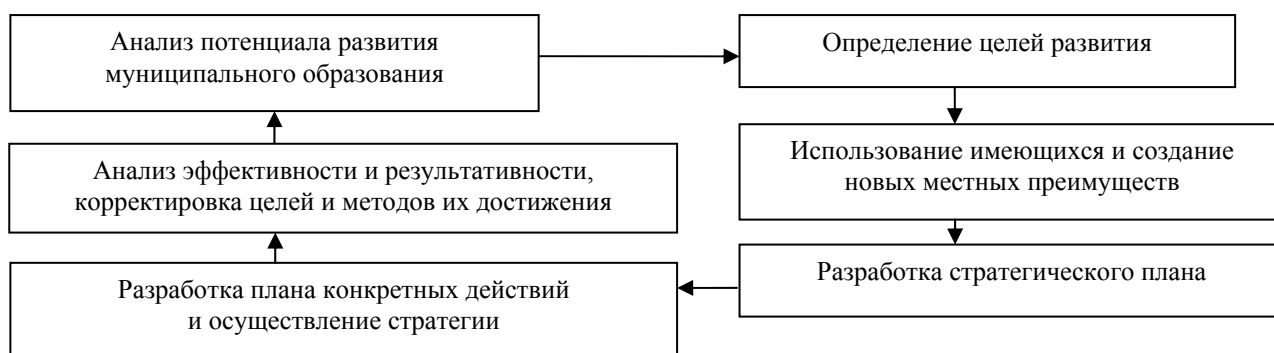 Анализ потенциала развития
муниципального образования
Определение целей развития
Использование имеющихся и создание
новых местных преимуществ
Разработка стратегического плана
Разработка плана конкретных действий
и осуществление стратегии
Анализ эффективности и результативности,
корректировка целей и методов их достижения